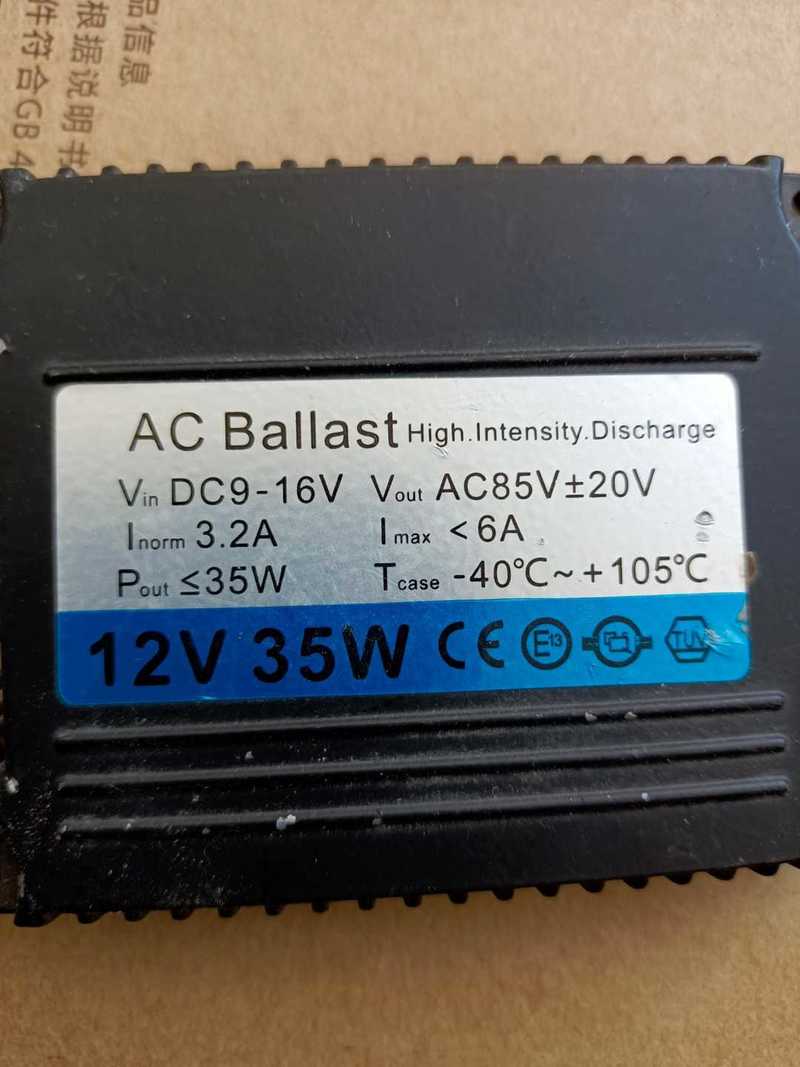 品信息
根据说明书
件符合GB 4
AC Ballast High.Intensity.Discharge
Vin DC9-16V Vout AC85V±20V
Inorm 3.2A Imax <6A
Pout ≤35W Tcase -40℃~+105℃
12V 35W CE E13 TUV